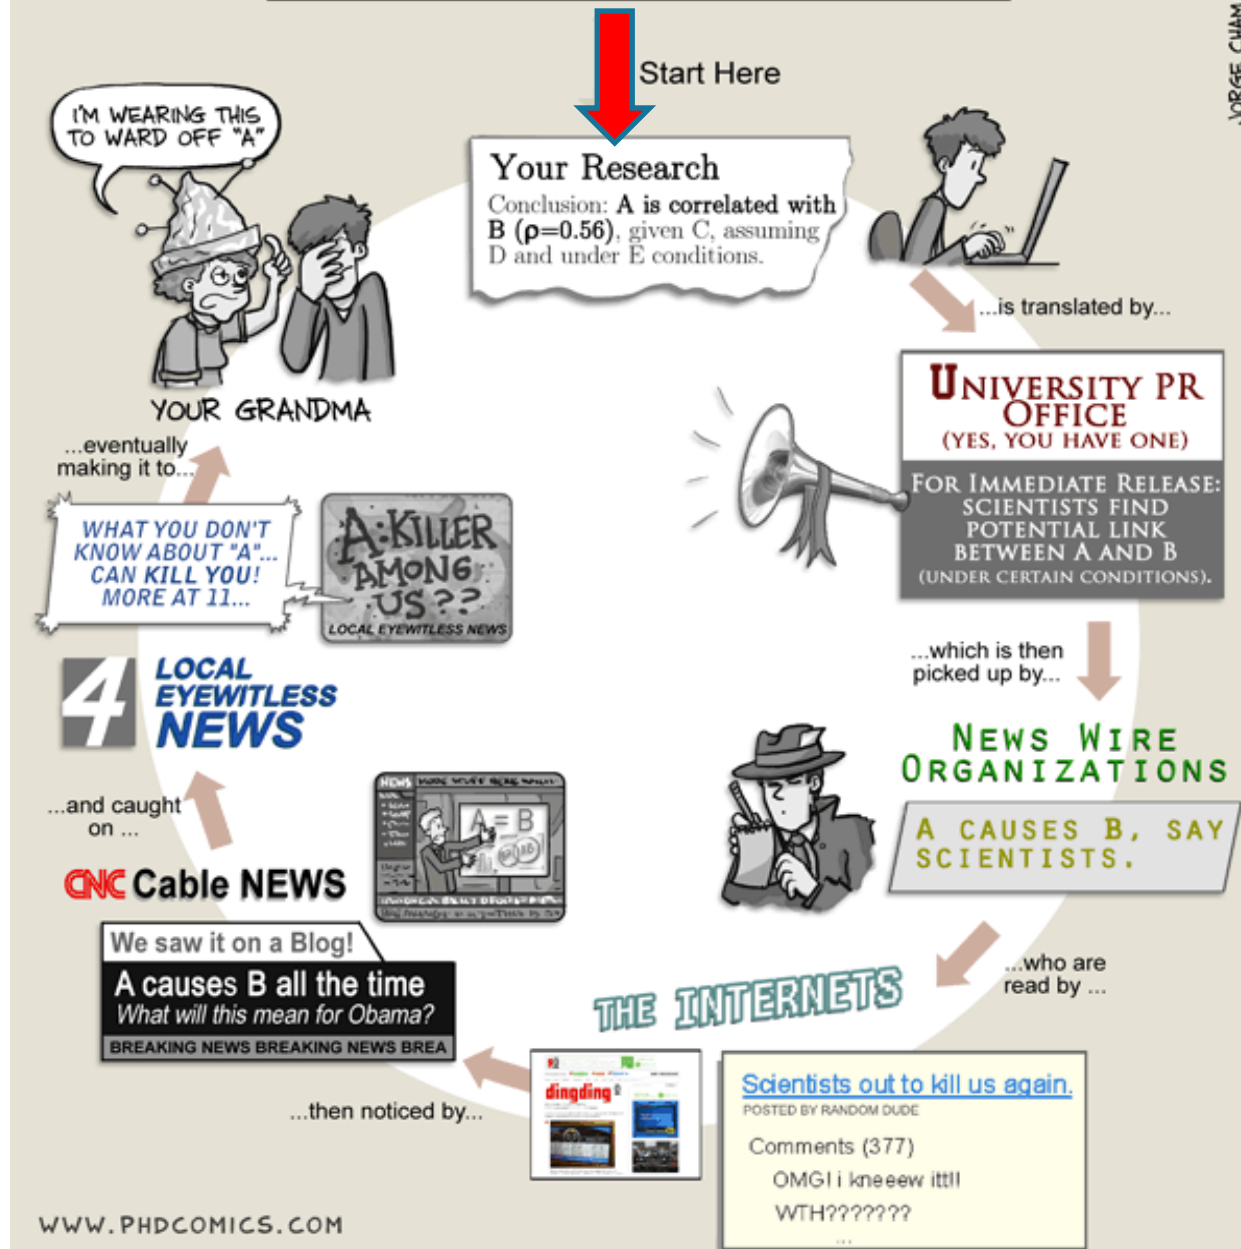 Start Here
JORGE CHAM
I'M WEARING THIS
TO WARD OFF "A"
Your Research
Conclusion: A is correlated with
B (ρ=0.56), given C, assuming
D and under E conditions.
...is translated by...
UNIVERSITY PR
OFFICE
(YES, YOU HAVE ONE)
FOR IMMEDIATE RELEASE:
SCIENTISTS FIND
POTENTIAL LINK
BETWEEN A AND B
(UNDER CERTAIN CONDITIONS).
...which is then
picked up by...
NEWS WIRE
ORGANIZATIONS
A CAUSES B, SAY
SCIENTISTS.
...who are
read by ...
THE INTERNETS
Scientists out to kill us again.
POSTED BY RANDOM DUDE
Comments (377)
OMG! i kneeew itt!!
WTH???????
...
dingding
...then noticed by...
CNC Cable NEWS
We saw it on a Blog!
A causes B all the time
What will this mean for Obama?
BREAKING NEWS BREAKING NEWS BREA
NEWS
A = B
...and caught
on ...
4 LOCAL
EYEWITLESS
NEWS
WHAT YOU DON'T
KNOW ABOUT "A"...
CAN KILL YOU!
MORE AT 11...
A:KILLER
AMONG
US??
LOCAL EYEWITLESS NEWS
...eventually
making it to...
YOUR GRANDMA
WWW.PHDCOMICS.COM